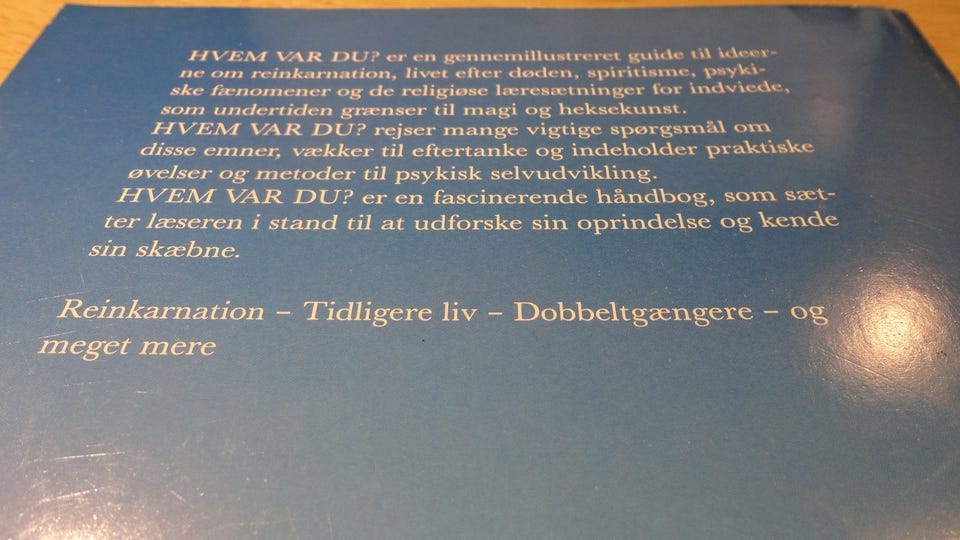 HVEM VAR DU? er en gennemillustreret guide til ideer-
ne om reinkarnation, livet efter døden, spiritisme, psyki-
ske fænomener og de religiøse læresætninger for indviede,
som undertiden grænser til magi og heksekunst.
HVEM VAR DU? rejser mange vigtige spørgsmål om
disse emner, vækker til eftertanke og indeholder praktiske
øvelser og metoder til psykisk selvudvikling.
HVEM VAR DU? er en fascinerende håndbog, som sæt-
ter læseren i stand til at udforske sin oprindelse og kende
sin skæbne.
Reinkarnation – Tidligere liv – Dobbeltgængere – og
meget mere